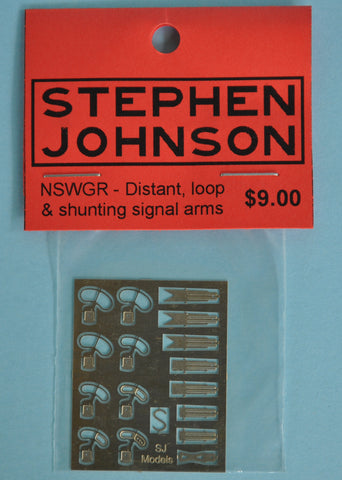 STEPHEN
JOHNSON
NSWGR - Distant, loop
& shunting signal arms $9.00
S
SJ
Models